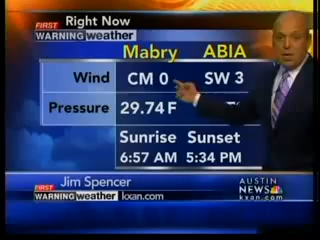 FIRST Right Now
WARNING weather
Mabry ABIA
Wind CM 0 SW 3
Pressure 29.74 F
Sunrise Sunset
6:57 AM 5:34 PM
Jim Spencer
FIRST
WARNING weather kxan.com
AUSTIN
NEWS
kxan.com